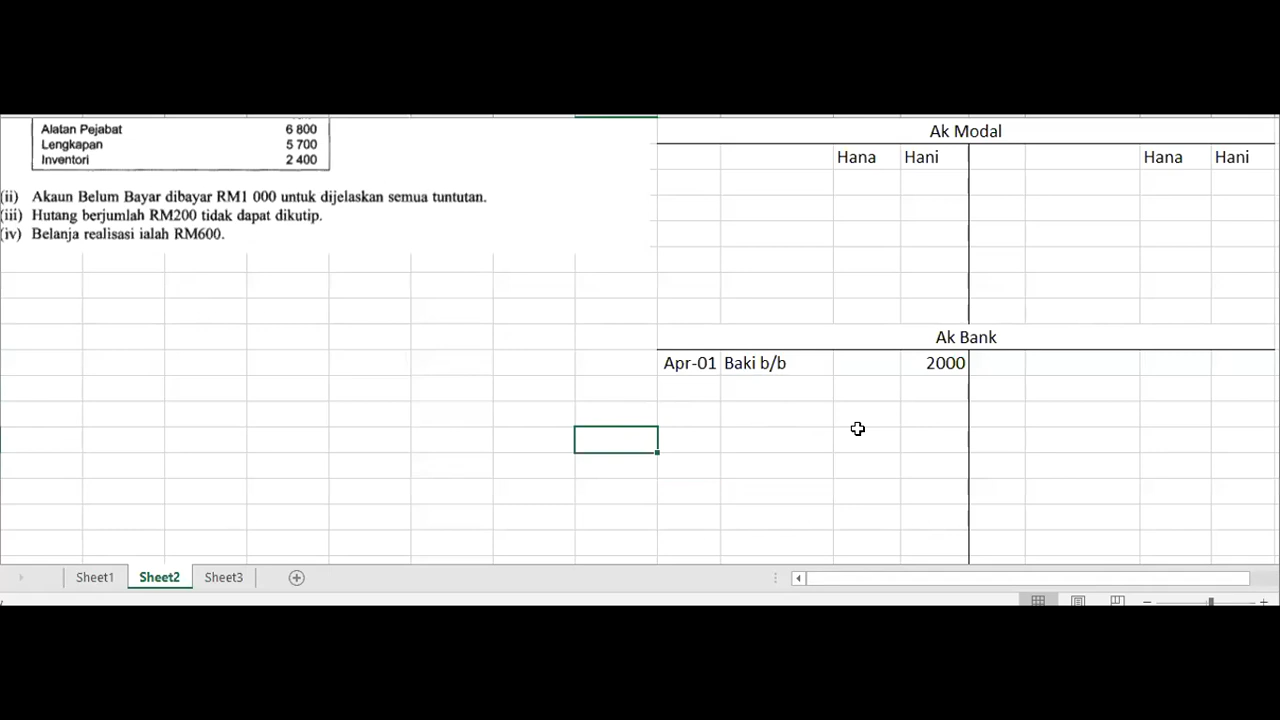 Alatan Pejabat 6 800
Lengkapan 5 700
Inventori 2 400
(ii) Akaun Belum Bayar dibayar RM1 000 untuk dijelaskan semua tuntutan.
(iii) Hutang berjumlah RM200 tidak dapat dikutip.
(iv) Belanja realisasi ialah RM600.
Ak Modal
Hana Hani Hana Hani
Ak Bank
Apr-01 Baki b/b 2000
Sheet1 Sheet2 Sheet3